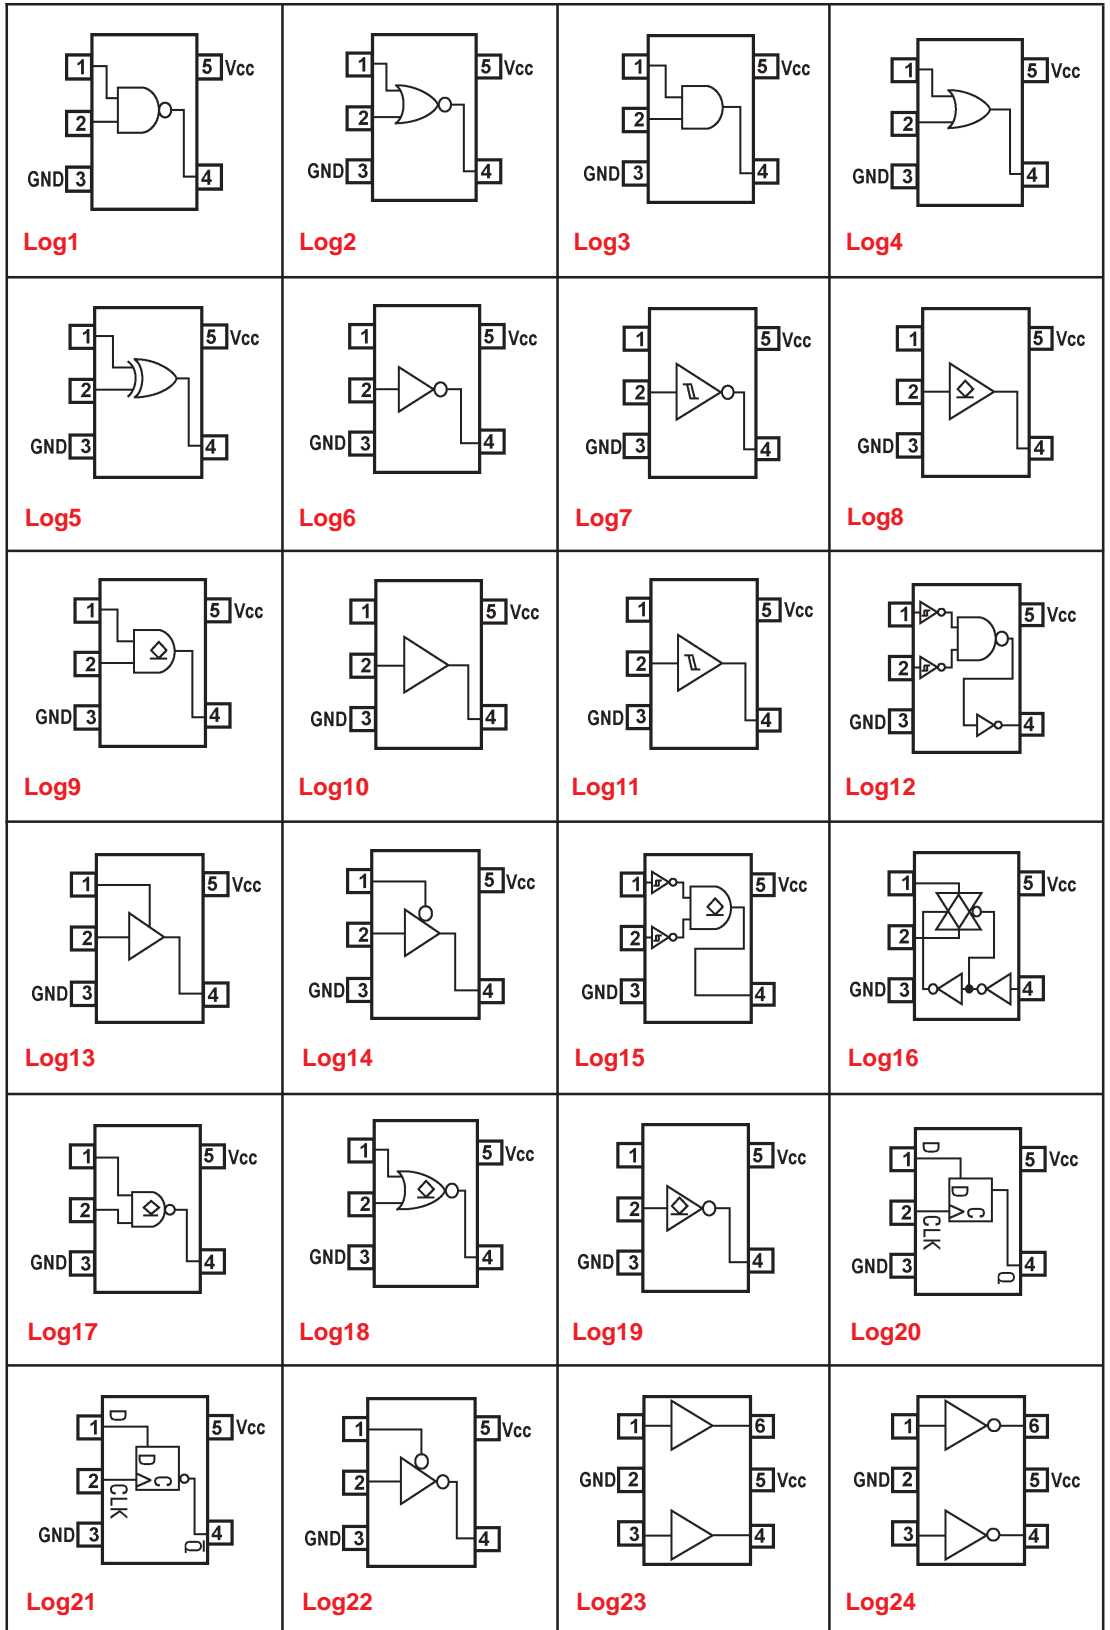 1 5 Vcc
2
GND 3 4
Log1
1 5 Vcc
2
GND 3 4
Log2
1 5 Vcc
2
GND 3 4
Log3
1 5 Vcc
2
GND 3 4
Log4
1 5 Vcc
2
GND 3 4
Log5
1 5 Vcc
2
GND 3 4
Log6
1 5 Vcc
2
GND 3 4
Log7
1 5 Vcc
2
GND 3 4
Log8
1 5 Vcc
2
GND 3 4
Log9
1 5 Vcc
2
GND 3 4
Log10
1 5 Vcc
2
GND 3 4
Log11
1 5 Vcc
2
GND 3 4
Log12
1 5 Vcc
2
GND 3 4
Log13
1 5 Vcc
2
GND 3 4
Log14
1 5 Vcc
2
GND 3 4
Log15
1 5 Vcc
2
GND 3 4
Log16
1 5 Vcc
2
GND 3 4
Log17
1 5 Vcc
2
GND 3 4
Log18
1 5 Vcc
2
GND 3 4
Log19
D
1 5 Vcc
D
C
2
CLK
GND 3 4
Q
Log20
D
1 5 Vcc
D
C
2
CLK
GND 3 4
Q̅
Log21
1 5 Vcc
2
GND 3 4
Log22
1 6
GND 2 5 Vcc
3 4
Log23
1 6
GND 2 5 Vcc
3 4
Log24